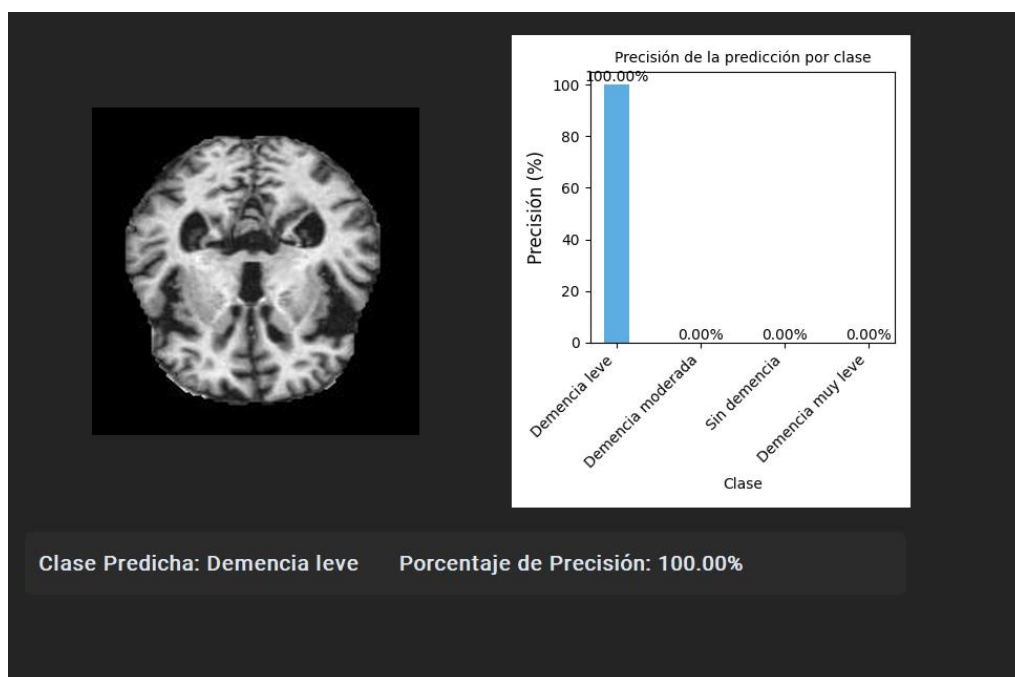 Precisión de la predicción por clase
100.00%
100
80
60
40
20
0
Precisión (%)
0.00%
0.00%
0.00%
Demencia leve
Demencia moderada
Sin demencia
Demencia muy leve
Clase
Clase Predicha: Demencia leve Porcentaje de Precisión: 100.00%